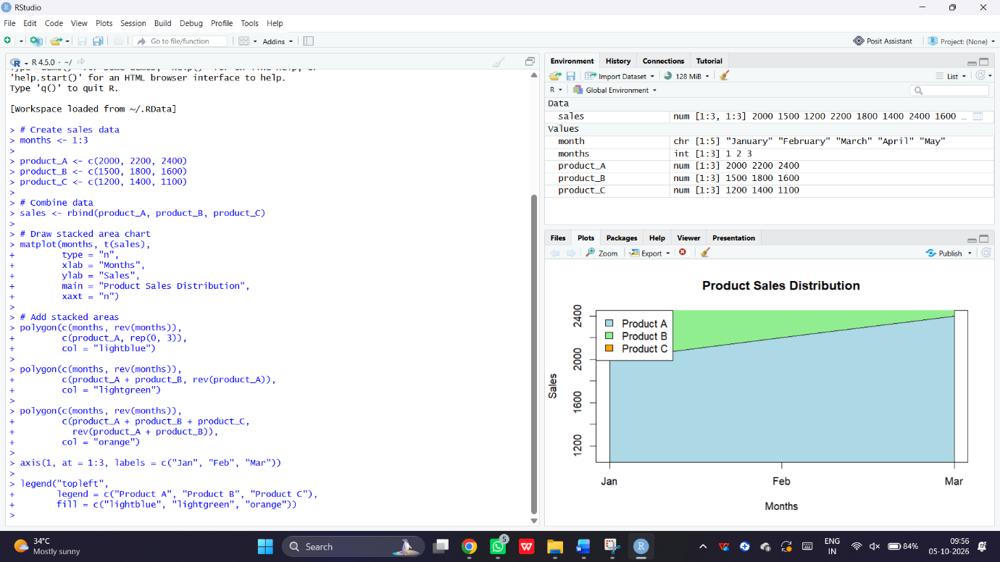 RStudio
File Edit Code View Plots Session Build Debug Profile Tools Help
Go to file/function Addins Posit Assistant Project: (None)
R 4.5.0 · ~/
'help.start()' for an HTML browser interface to help.
Type 'q()' to quit R.
[Workspace loaded from ~/.RData]
> # Create sales data
> months <- 1:3
>
> product_A <- c(2000, 2200, 2400)
> product_B <- c(1500, 1800, 1600)
> product_C <- c(1200, 1400, 1100)
>
> # Combine data
> sales <- rbind(product_A, product_B, product_C)
>
> # Draw stacked area chart
> matplot(months, t(sales),
+         type = "n",
+         xlab = "Months",
+         ylab = "Sales",
+         main = "Product Sales Distribution",
+         xaxt = "n")
>
> # Add stacked areas
> polygon(c(months, rev(months)),
+         c(product_A, rep(0, 3)),
+         col = "lightblue")
>
> polygon(c(months, rev(months)),
+         c(product_A + product_B, rev(product_A)),
+         col = "lightgreen")
>
> polygon(c(months, rev(months)),
+         c(product_A + product_B + product_C,
+           rev(product_A + product_B)),
+         col = "orange")
>
> axis(1, at = 1:3, labels = c("Jan", "Feb", "Mar"))
>
> legend("topleft",
+        legend = c("Product A", "Product B", "Product C"),
+        fill = c("lightblue", "lightgreen", "orange"))
>
Environment History Connections Tutorial
Import Dataset 128 MiB List
R Global Environment
Data
sales num [1:3, 1:3] 2000 1500 1200 2200 1800 1400 2400 1600 …
Values
month chr [1:5] "January" "February" "March" "April" "May"
months int [1:3] 1 2 3
product_A num [1:3] 2000 2200 2400
product_B num [1:3] 1500 1800 1600
product_C num [1:3] 1200 1400 1100
Files Plots Packages Help Viewer Presentation
Zoom Export Publish
Product Sales Distribution
Product A
Product B
Product C
2400
2000
1600
1200
Sales
Jan Feb Mar
Months
34°C
Mostly sunny
Search
5
ENG
IN
84%
09:56
05-10-2026